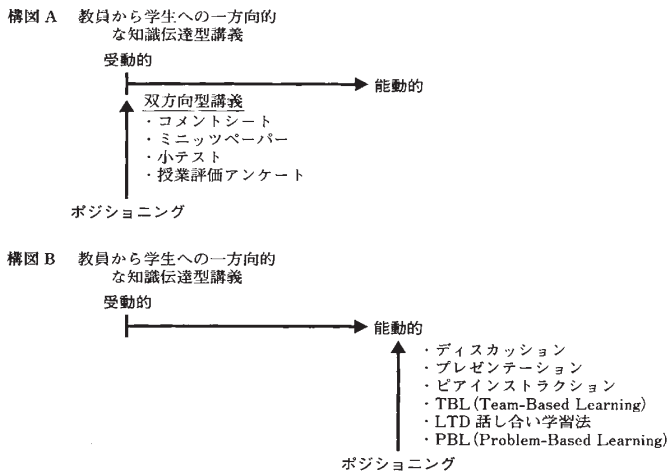 構図 A 教員から学生への一方向的
な知識伝達型講義
受動的
能動的
双方向型講義
・コメントシート
・ミニッツペーパー
・小テスト
・授業評価アンケート
ポジショニング
構図 B 教員から学生への一方向的
な知識伝達型講義
受動的
能動的
・ディスカッション
・プレゼンテーション
・ピアインストラクション
・TBL (Team-Based Learning)
・LTD 話し合い学習法
・PBL (Problem-Based Learning)
ポジショニング